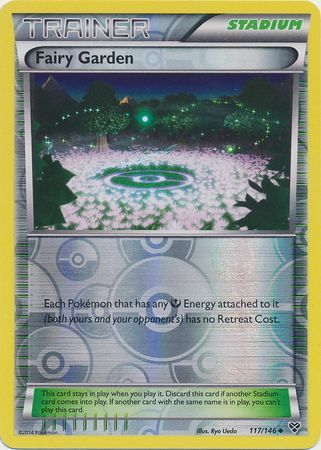 TRAINER
STADIUM
Fairy Garden
Each Pokémon that has any Energy attached to it
(both yours and your opponent's) has no Retreat Cost.
This card stays in play when you play it. Discard this card if another Stadium
card comes into play. If another card with the same name is in play, you can't
play this card.
©2014 Pokémon
Illus. Ryo Ueda
117/146
XY